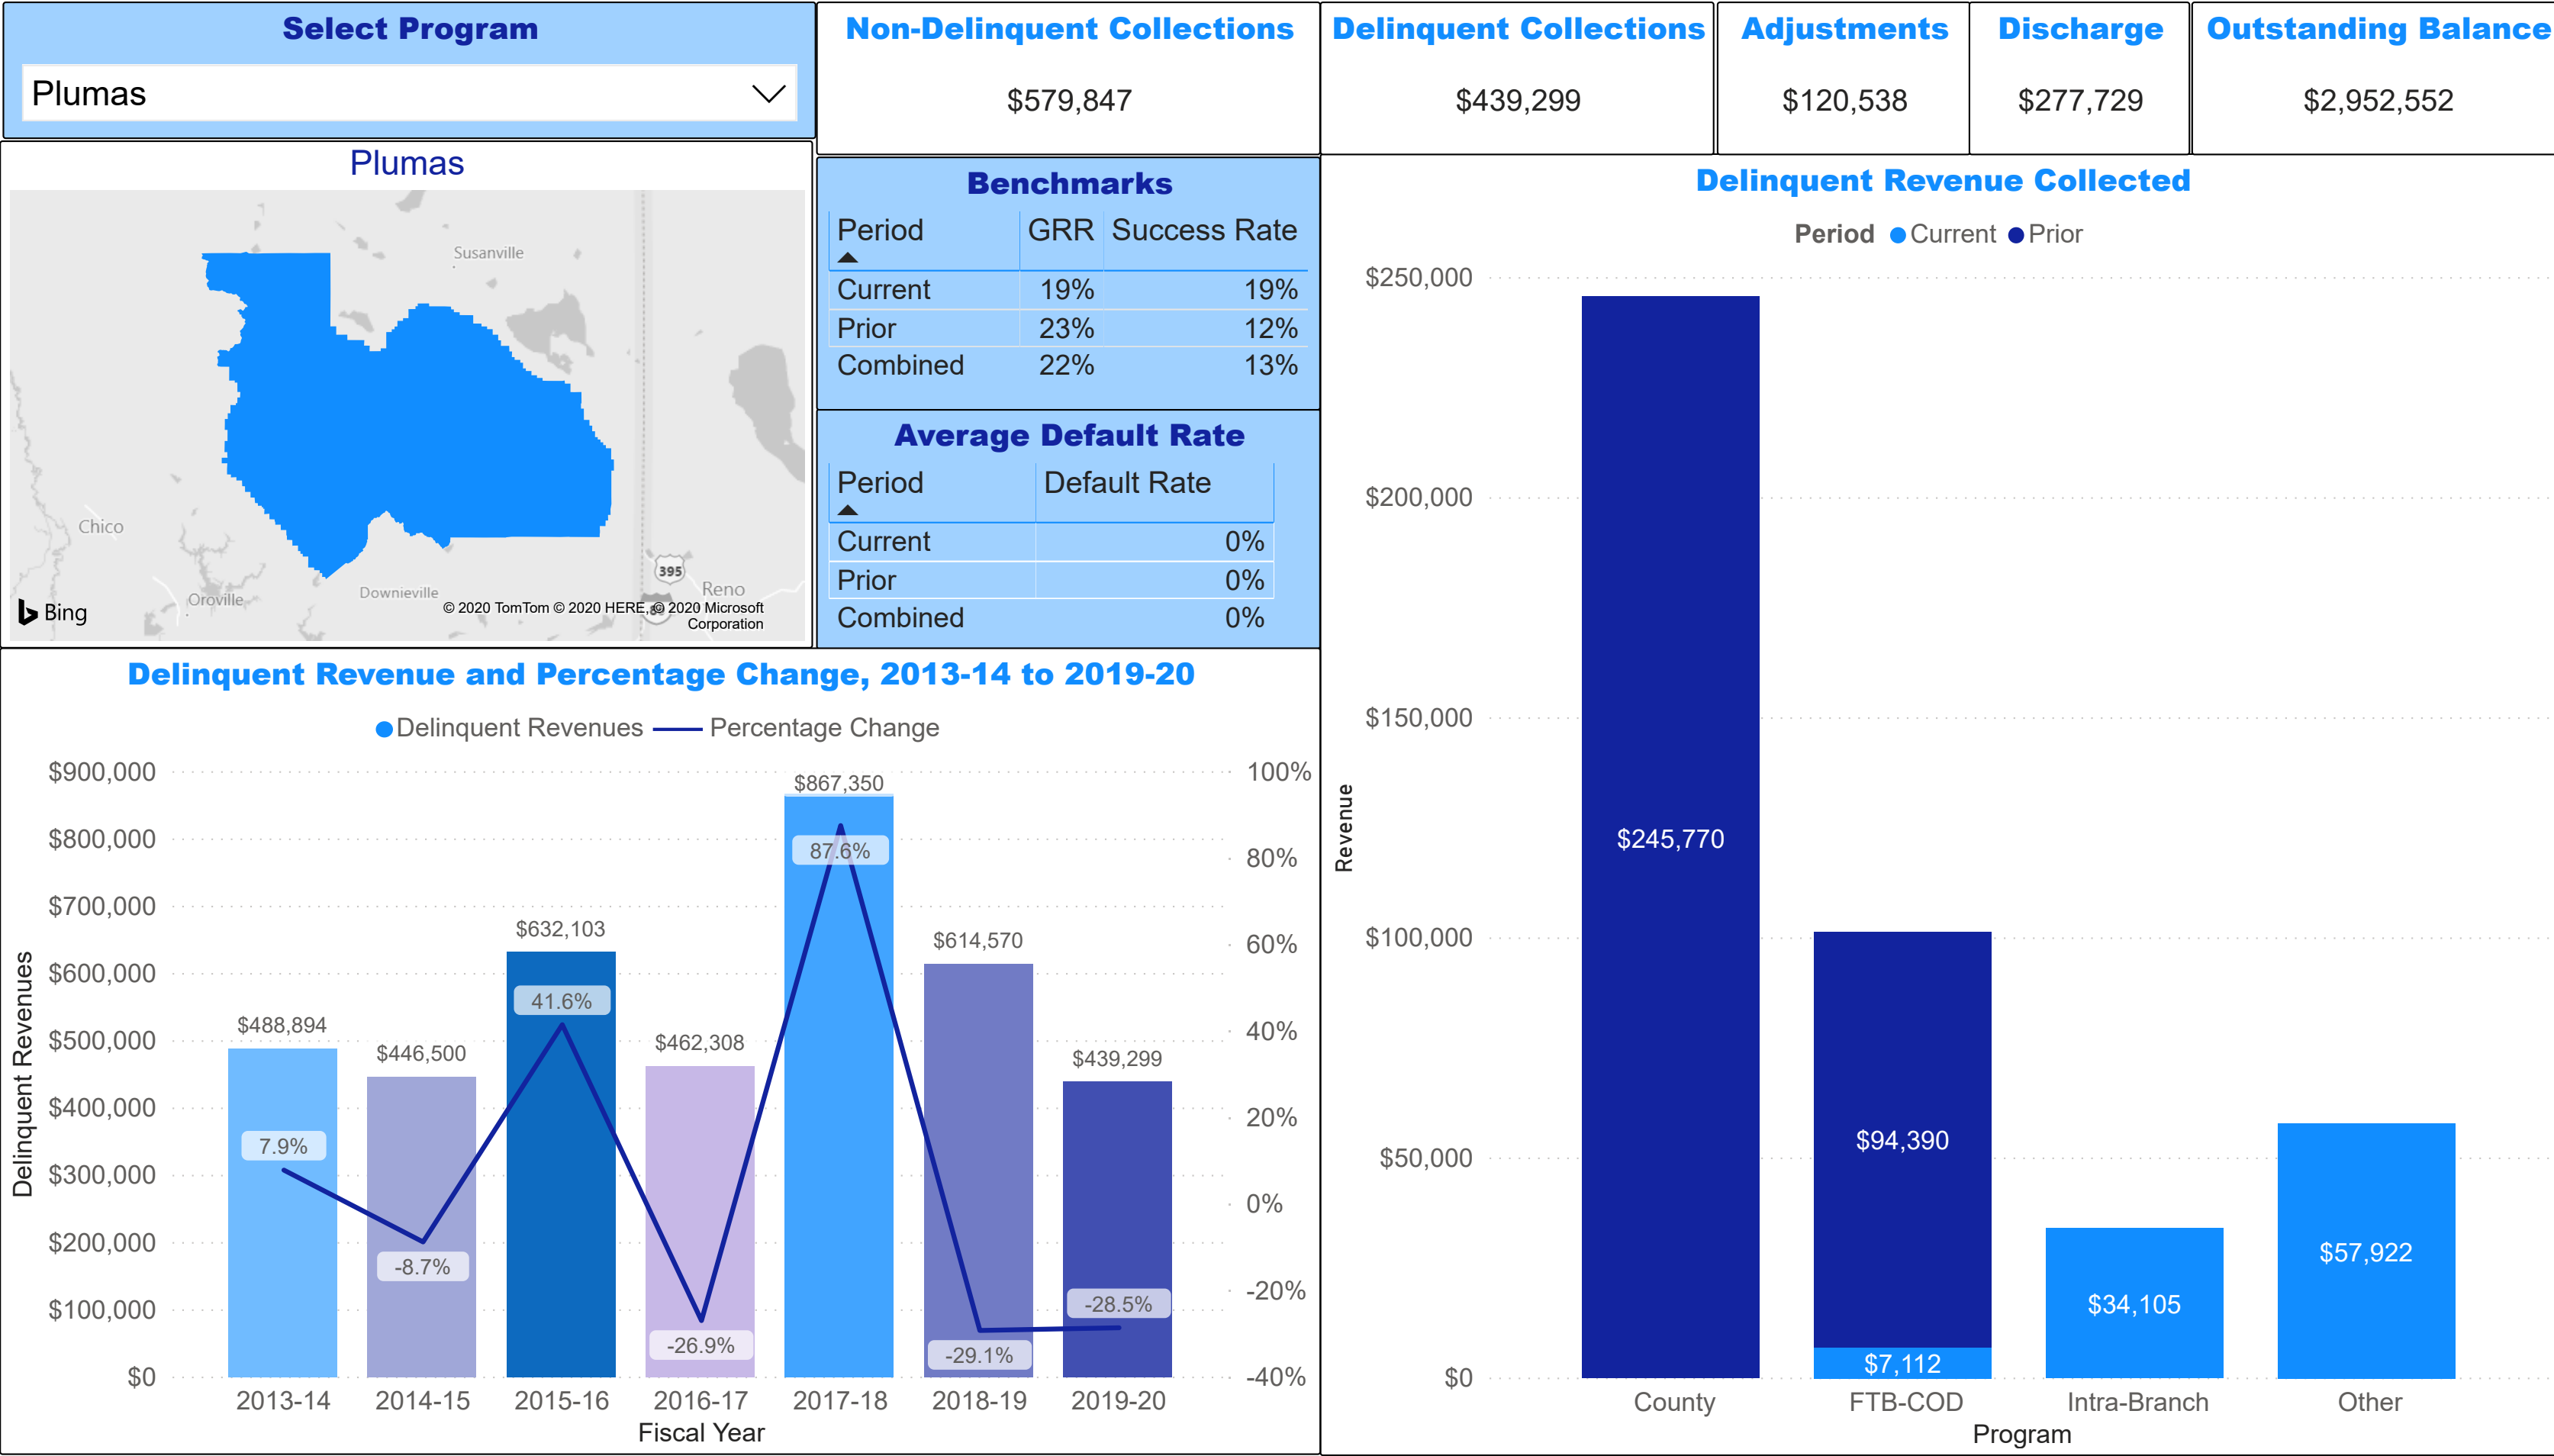 Select Program
Plumas
Non-Delinquent Collections
$579,847
Delinquent Collections
$439,299
Adjustments
$120,538
Discharge
$277,729
Outstanding Balance
$2,952,552
Plumas
Susanville
Chico
Oroville
Downieville
395
Reno
Bing
© 2020 TomTom © 2020 HERE, © 2020 Microsoft
Corporation
Benchmarks
Period GRR Success Rate
Current 19% 19%
Prior 23% 12%
Combined 22% 13%
Average Default Rate
Period Default Rate
Current 0%
Prior 0%
Combined 0%
Delinquent Revenue and Percentage Change, 2013-14 to 2019-20
Delinquent Revenues Percentage Change
Delinquent Revenues
$900,000
$800,000
$700,000
$600,000
$500,000
$400,000
$300,000
$200,000
$100,000
$0
100%
80%
60%
40%
20%
0%
-20%
-40%
$488,894
$446,500
$632,103
$462,308
$867,350
$614,570
$439,299
7.9%
-8.7%
41.6%
-26.9%
87.6%
-29.1%
-28.5%
2013-14 2014-15 2015-16 2016-17 2017-18 2018-19 2019-20
Fiscal Year
Delinquent Revenue Collected
Period Current Prior
Revenue
$250,000
$200,000
$150,000
$100,000
$50,000
$0
$245,770
$94,390
$7,112
$34,105
$57,922
County FTB-COD Intra-Branch Other
Program